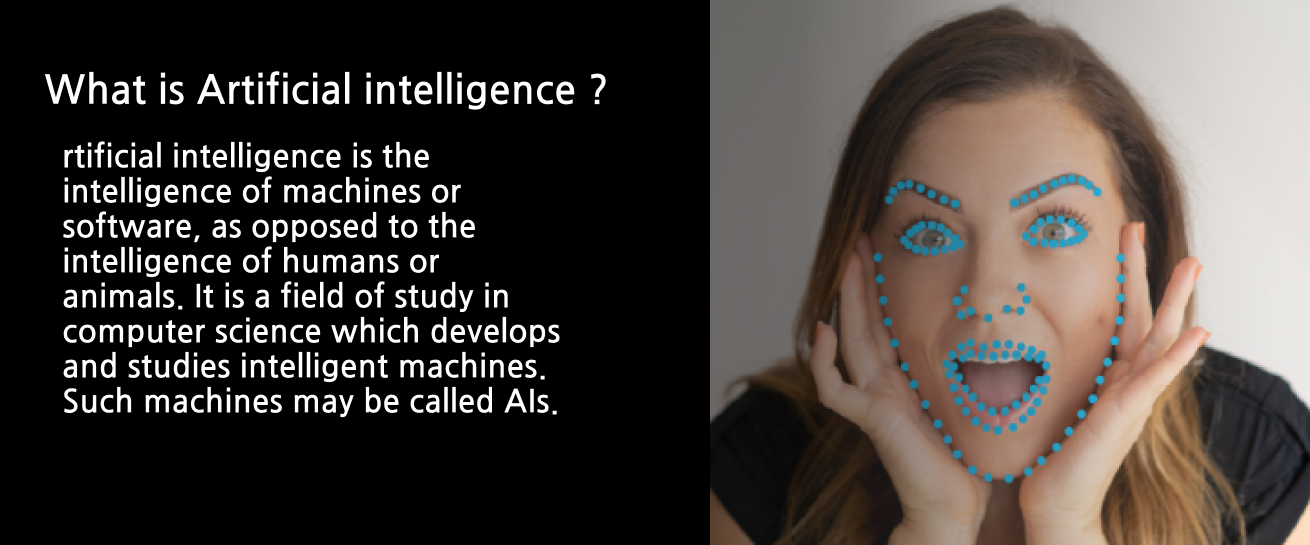 What is Artificial intelligence ?
rtificial intelligence is the
intelligence of machines or
software, as opposed to the
intelligence of humans or
animals. It is a field of study in
computer science which develops
and studies intelligent machines.
Such machines may be called AIs.